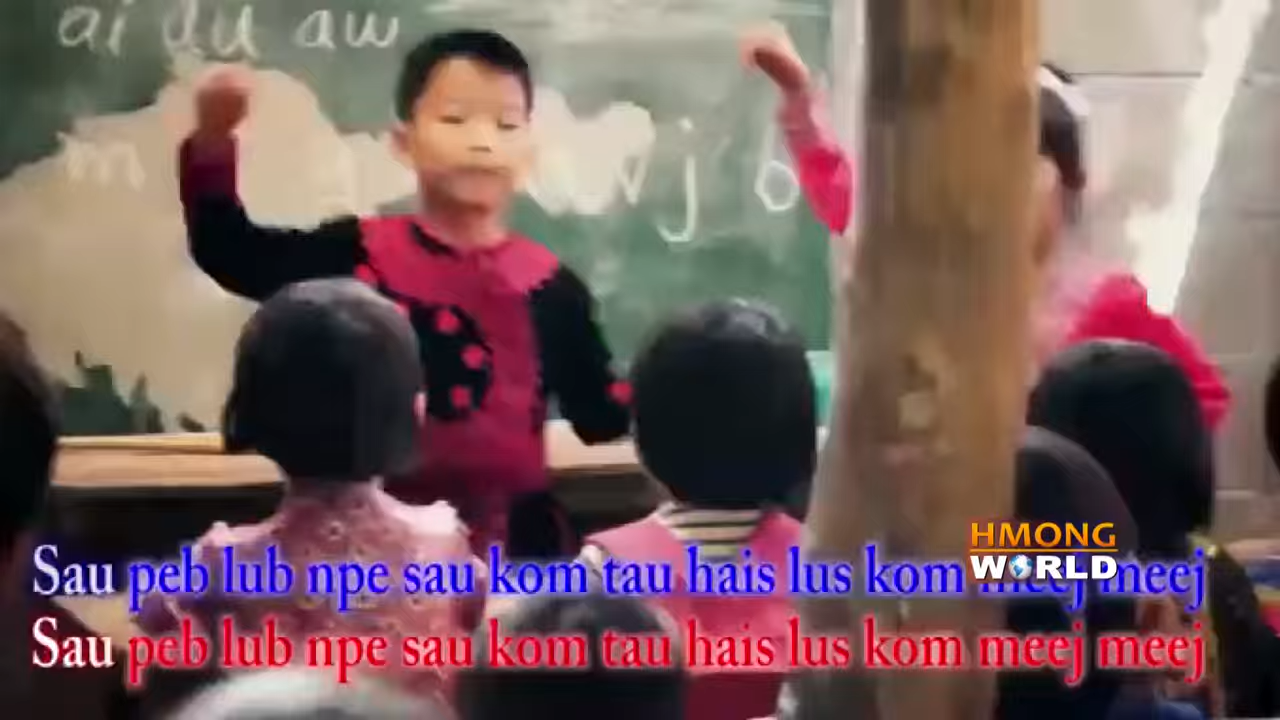 ai au aw
m
wj b
HMONG
WORLD
Sau peb lub npe sau kom tau hais lus kom meej meej
Sau peb lub npe sau kom tau hais lus kom meej meej